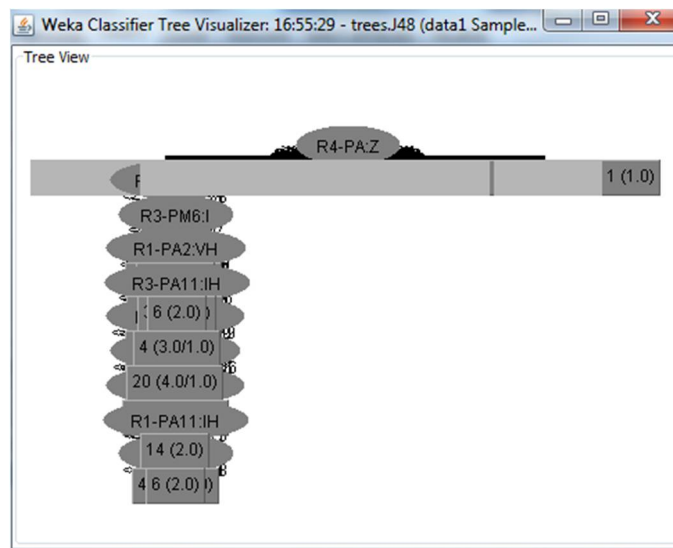 Weka Classifier Tree Visualizer: 16:55:29 - trees.J48 (data1 Sample...
Tree View
R4-PA:Z
1 (1.0)
R3-PM6:I
R1-PA2:VH
R3-PA11:IH
6 (2.0)
4 (3.0/1.0)
20 (4.0/1.0)
R1-PA11:IH
14 (2.0)
4 6 (2.0)